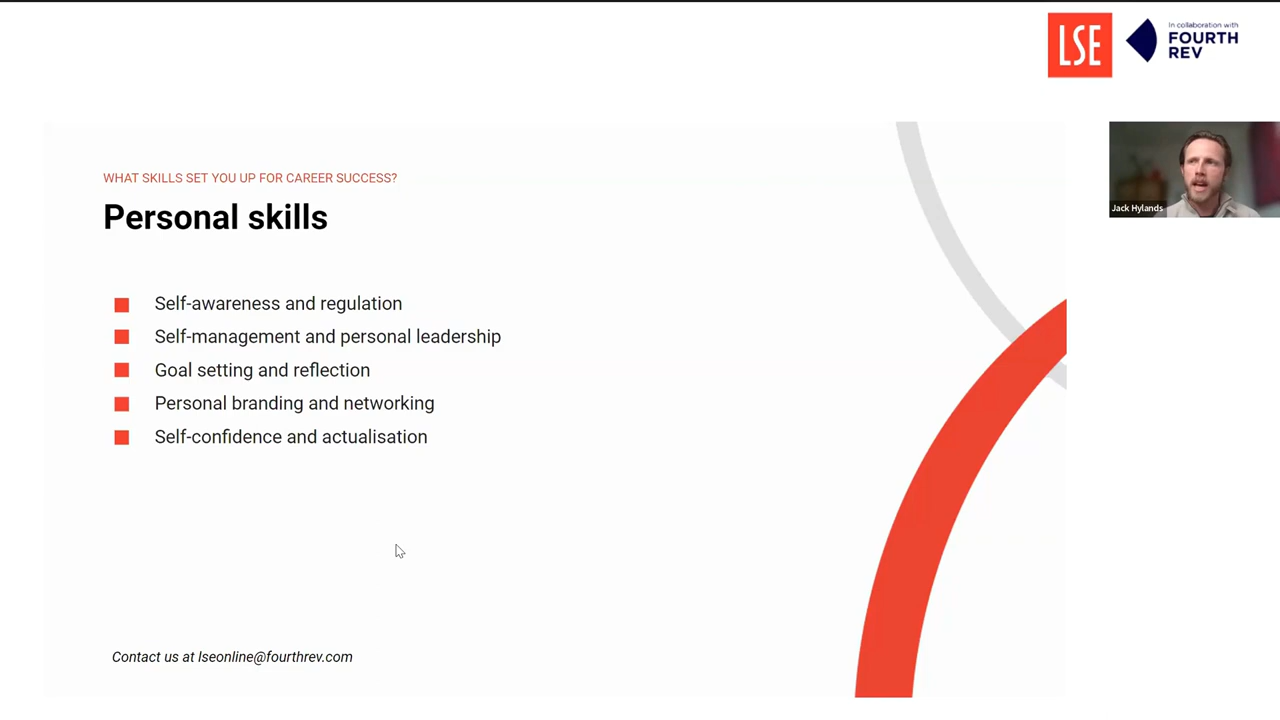 LSE
In collaboration with
FOURTH
REV
Jack Hylands
WHAT SKILLS SET YOU UP FOR CAREER SUCCESS?
Personal skills
Self-awareness and regulation
Self-management and personal leadership
Goal setting and reflection
Personal branding and networking
Self-confidence and actualisation
Contact us at lseonline@fourthrev.com